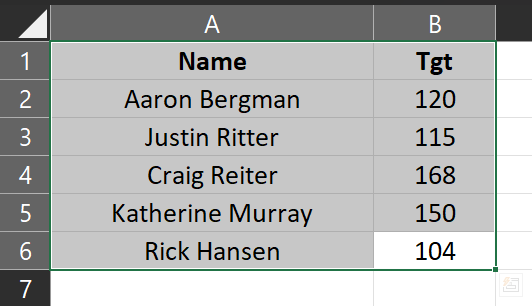 A B
1 Name Tgt
2 Aaron Bergman 120
3 Justin Ritter 115
4 Craig Reiter 168
5 Katherine Murray 150
6 Rick Hansen 104
7